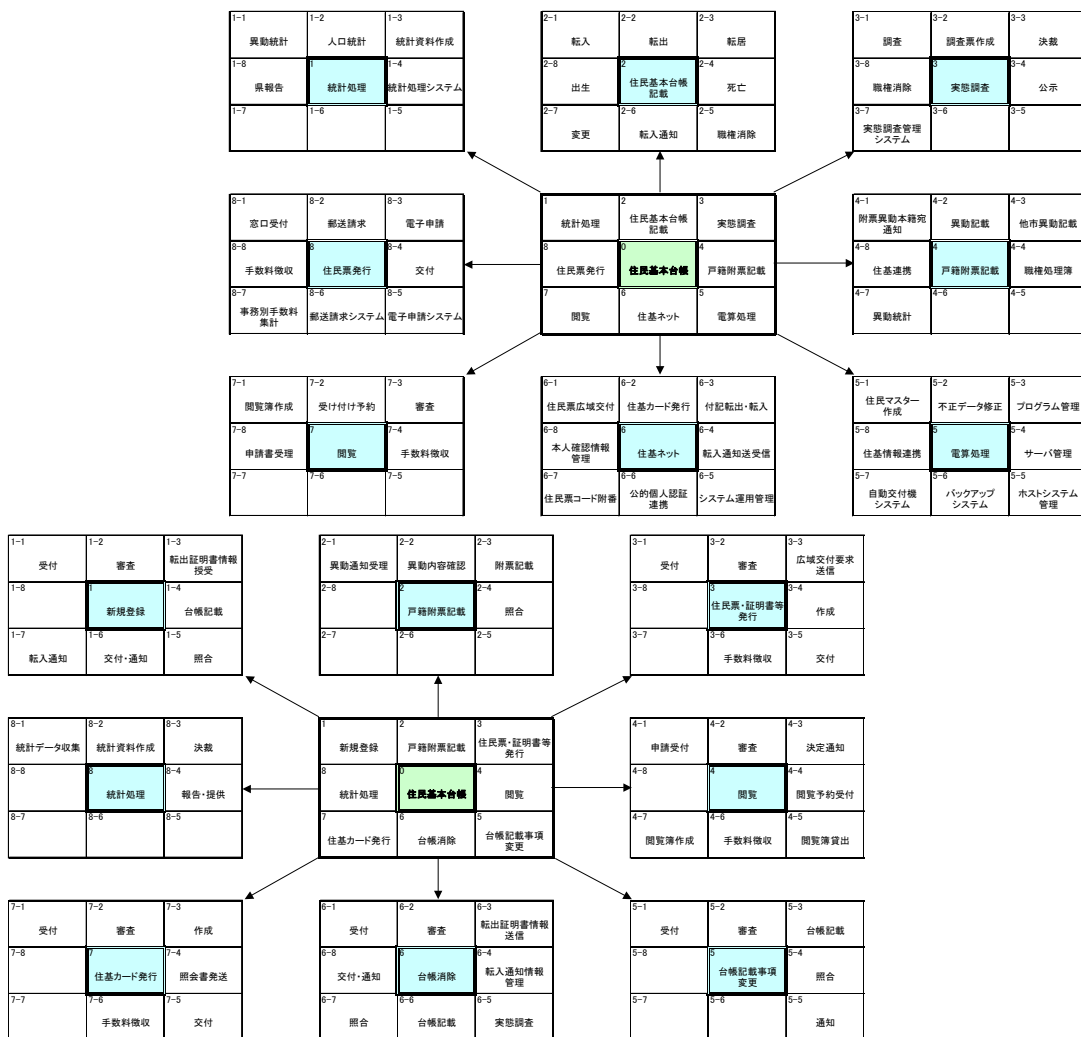 1-1 1-2 1-3
異動統計 人口統計 統計資料作成
1-8 1 1-4
県報告 統計処理 統計処理システム
1-7 1-6 1-5
2-1 2-2 2-3
転入 転出 転居
2-8 2 2-4
出生 住民基本台帳 死亡
記載
2-7 2-6 2-5
変更 転入通知 職権消除
3-1 3-2 3-3
調査 調査票作成 決裁
3-8 3 3-4
職権消除 実態調査 公示
3-7 3-6 3-5
実態調査管理
システム
8-1 8-2 8-3
窓口受付 郵送請求 電子申請
8-8 8 8-4
手数料徴収 住民票発行 交付
8-7 8-6 8-5
事務別手数料 郵送請求システム 電子申請システム
集計
1 2 3
統計処理 住民基本台帳 実態調査
記載
8 0 4
住民票発行 住民基本台帳 戸籍附票記載
7 6 5
閲覧 住基ネット 電算処理
4-1 4-2 4-3
附票異動本籍宛 異動記載 他市異動記載
通知
4-8 4 4-4
住基連携 戸籍附票記載 職権処理簿
4-7 4-6 4-5
異動統計
7-1 7-2 7-3
閲覧簿作成 受け付け予約 審査
7-8 7 7-4
申請書受理 閲覧 手数料徴収
7-7 7-6 7-5
6-1 6-2 6-3
住民票広域交付 住基カード発行 付記転出・転入
6-8 6 6-4
本人確認情報 住基ネット 転入通知送受信
管理
6-7 6-6 6-5
住民票コード附番 公的個人認証 システム運用管理
連携
5-1 5-2 5-3
住民マスター 不正データ修正 プログラム管理
作成
5-8 5 5-4
住基情報連携 電算処理 サーバ管理
5-7 5-6 5-5
自動交付機 バックアップ ホストシステム
システム システム 管理
1-1 1-2 1-3
受付 審査 転出証明書情報
授受
1-8 1 1-4
新規登録 台帳記載
1-7 1-6 1-5
転入通知 交付・通知 照合
2-1 2-2 2-3
異動通知受理 異動内容確認 附票記載
2-8 2 2-4
戸籍附票記載 照合
2-7 2-6 2-5
3-1 3-2 3-3
受付 審査 広域交付要求
送信
3-8 3 3-4
住民票・証明書等 作成
発行
3-7 3-6 3-5
手数料徴収 交付
8-1 8-2 8-3
統計データ収集 統計資料作成 決裁
8-8 8 8-4
統計処理 報告・提供
8-7 8-6 8-5
1 2 3
新規登録 戸籍附票記載 住民票・証明書等
発行
8 0 4
統計処理 住民基本台帳 閲覧
7 6 5
住基カード発行 台帳消除 台帳記載事項
変更
4-1 4-2 4-3
申請受付 審査 決定通知
4-8 4 4-4
閲覧 閲覧予約受付
4-7 4-6 4-5
閲覧簿作成 手数料徴収 閲覧簿貸出
7-1 7-2 7-3
受付 審査 作成
7-8 7 7-4
住基カード発行 照会書発送
7-7 7-6 7-5
手数料徴収 交付
6-1 6-2 6-3
受付 審査 転出証明書情報
送信
6-8 6 6-4
交付・通知 台帳消除 転入通知情報
管理
6-7 6-6 6-5
照合 台帳記載 実態調査
5-1 5-2 5-3
受付 審査 台帳記載
5-8 5 5-4
台帳記載事項 照合
変更
5-7 5-6 5-5
通知